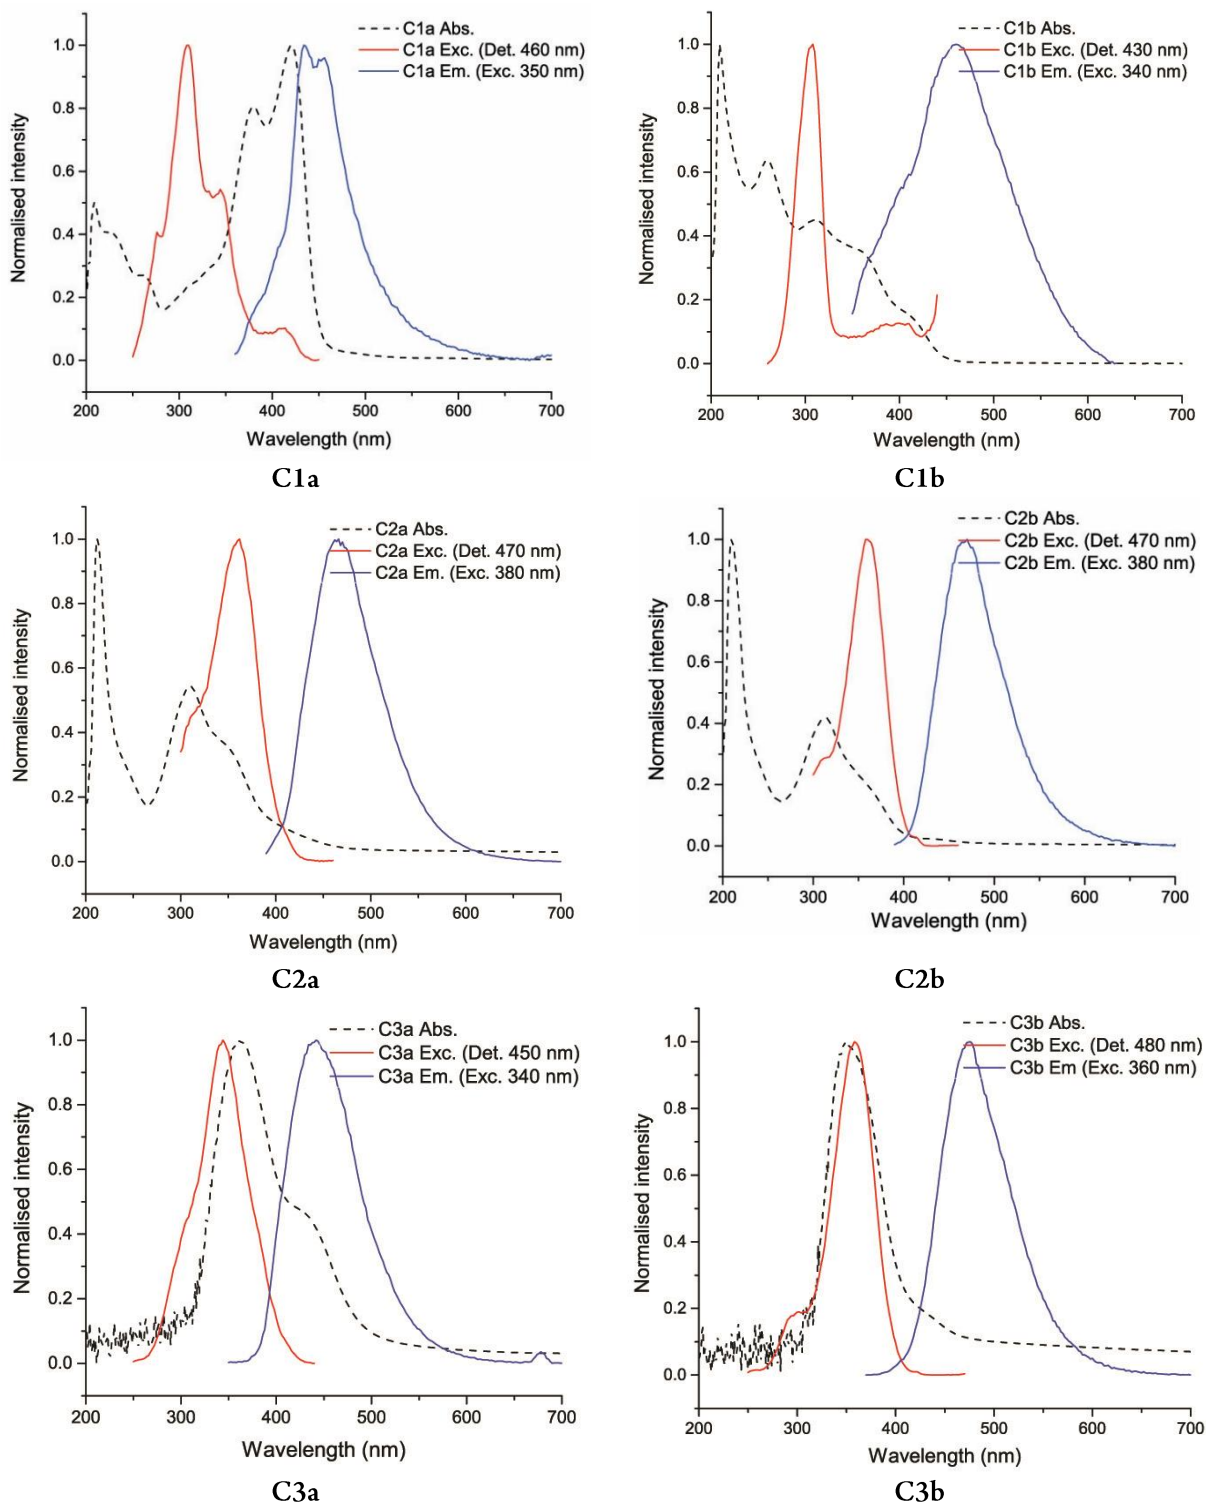 C1a Abs.
C1a Exc. (Det. 460 nm)
C1a Em. (Exc. 350 nm)
Normalised intensity
1.0
0.8
0.6
0.4
0.2
0.0
200 300 400 500 600 700
Wavelength (nm)
C1a
C1b Abs.
C1b Exc. (Det. 430 nm)
C1b Em. (Exc. 340 nm)
Normalised intensity
1.0
0.8
0.6
0.4
0.2
0.0
200 300 400 500 600 700
Wavelength (nm)
C1b
C2a Abs.
C2a Exc. (Det. 470 nm)
C2a Em. (Exc. 380 nm)
Normalised intensity
1.0
0.8
0.6
0.4
0.2
0.0
200 300 400 500 600 700
Wavelength (nm)
C2a
C2b Abs.
C2b Exc. (Det. 470 nm)
C2b Em. (Exc. 380 nm)
Normalised intensity
1.0
0.8
0.6
0.4
0.2
0.0
200 300 400 500 600 700
Wavelength (nm)
C2b
C3a Abs.
C3a Exc. (Det. 450 nm)
C3a Em. (Exc. 340 nm)
Normalised intensity
1.0
0.8
0.6
0.4
0.2
0.0
200 300 400 500 600 700
Wavelength (nm)
C3a
C3b Abs.
C3b Exc. (Det. 480 nm)
C3b Em (Exc. 360 nm)
Normalised intensity
1.0
0.8
0.6
0.4
0.2
0.0
200 300 400 500 600 700
Wavelength (nm)
C3b